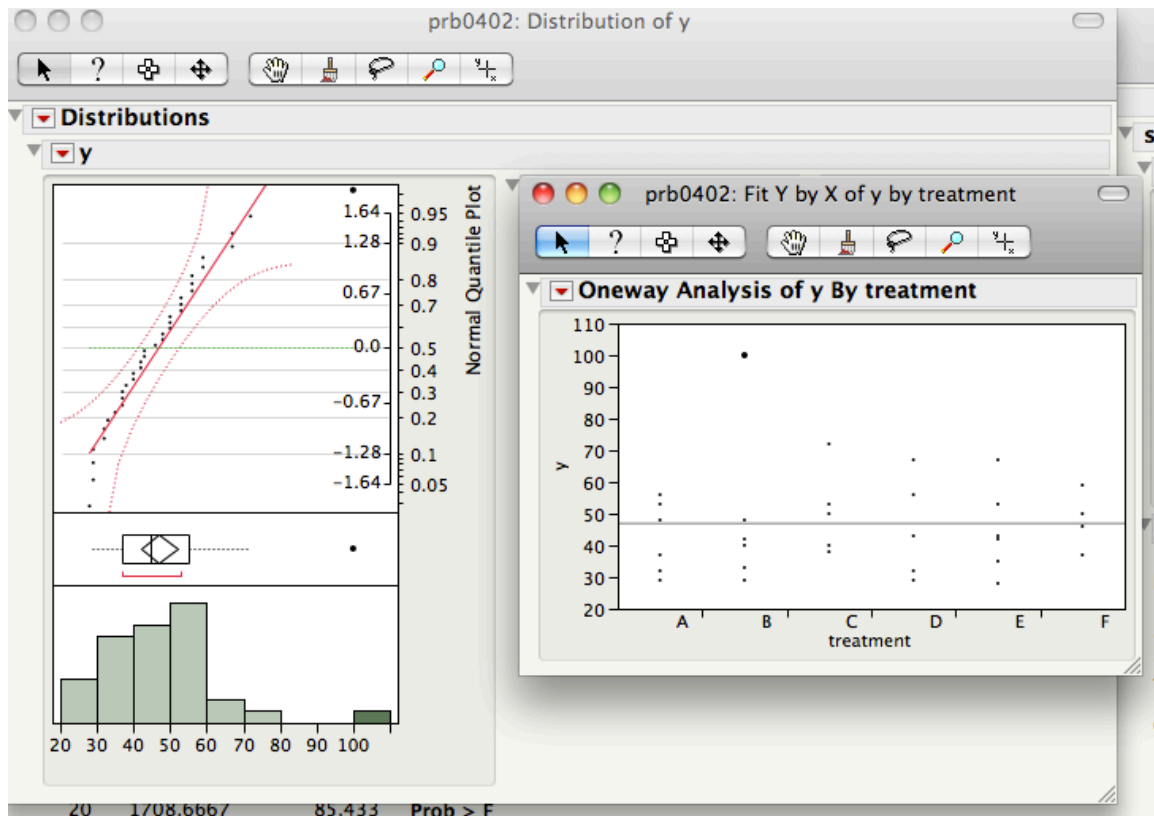 prb0402: Distribution of y
?
Distributions
y
1.64
1.28
0.67
0.0
-0.67
-1.28
-1.64
0.95
0.9
0.8
0.7
0.5
0.4
0.3
0.2
0.1
0.05
Normal Quantile Plot
20 30 40 50 60 70 80 90 100
prb0402: Fit Y by X of y by treatment
?
Oneway Analysis of y By treatment
110
100
90
80
70
60
50
40
30
20
y
A B C D E F
treatment
s
20 1708.6667 85.433 Prob > F